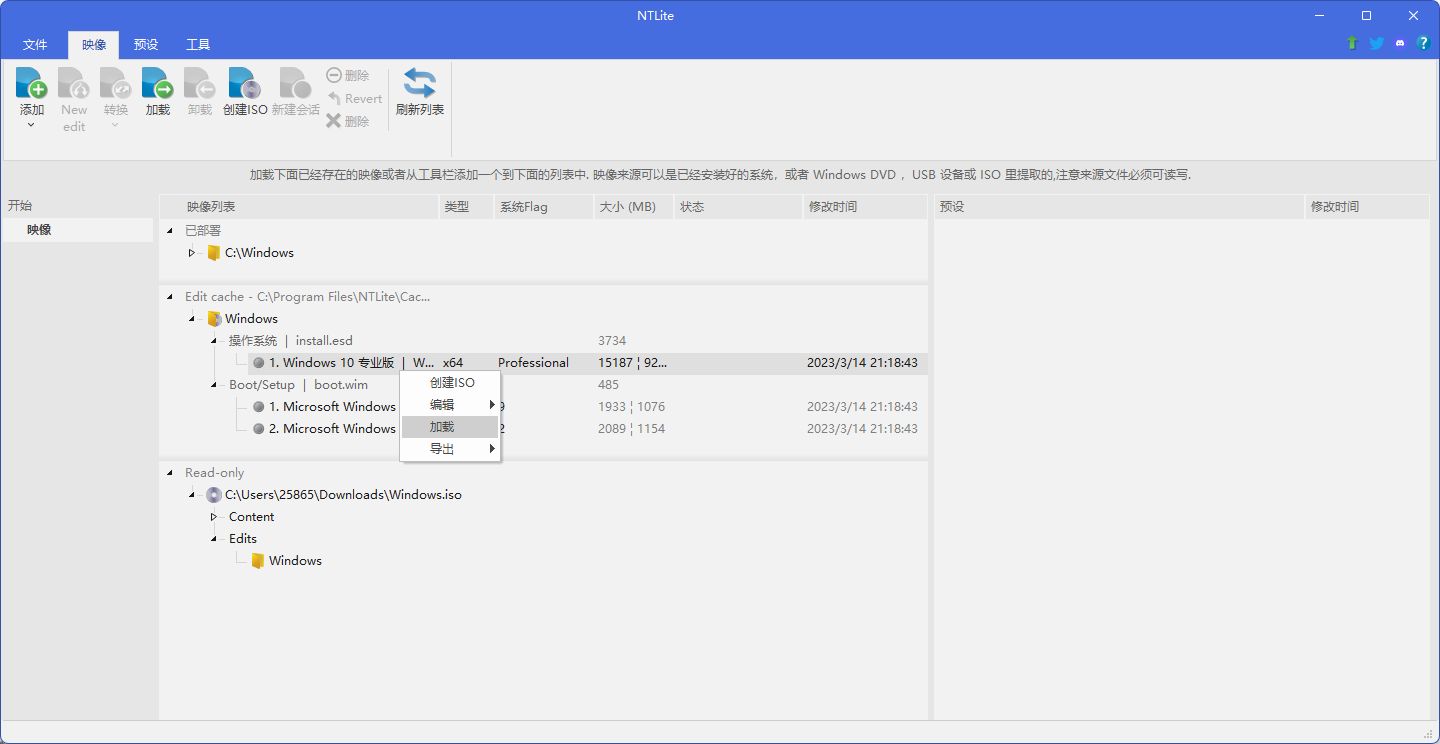 NTLite
文件 映像 预设 工具
添加 New edit 转换 加载 卸载 创建ISO 新建会话 删除 Revert 删除 刷新列表
加载下面已经存在的映像或者从工具栏添加一个到下面的列表中. 映像来源可以是已经安装好的系统，或者 Windows DVD ，USB 设备或 ISO 里提取的,注意来源文件必须可读写.
开始
映像
映像列表 类型 系统Flag 大小 (MB) 状态 修改时间
已部署
C:\Windows
Edit cache - C:\Program Files\NTLite\Cac...
Windows
操作系统 | install.esd 3734
1. Windows 10 专业版 | W... x64 Professional 15187 ¦ 92... 2023/3/14 21:18:43
Boot/Setup | boot.wim 485
1. Microsoft Windows 9 1933 ¦ 1076 2023/3/14 21:18:43
2. Microsoft Windows 2 2089 ¦ 1154 2023/3/14 21:18:43
创建ISO
编辑
加载
导出
Read-only
C:\Users\25865\Downloads\Windows.iso
Content
Edits
Windows
预设 修改时间